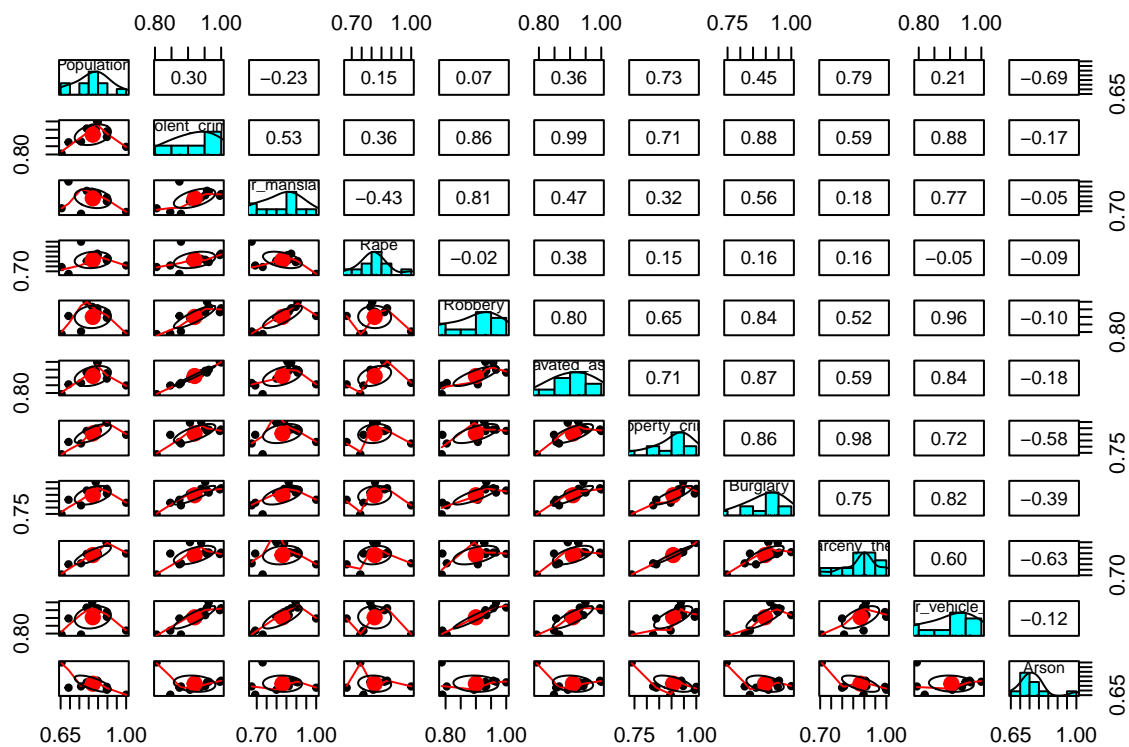 0.80 1.00 0.70 1.00 0.80 1.00 0.75 1.00 0.80 1.00
Population 0.30 −0.23 0.15 0.07 0.36 0.73 0.45 0.79 0.21 −0.69 0.65
0.80 olent_crim 0.53 0.36 0.86 0.99 0.71 0.88 0.59 0.88 −0.17
r_manslau −0.43 0.81 0.47 0.32 0.56 0.18 0.77 −0.05 0.70
0.70 Rape −0.02 0.38 0.15 0.16 0.16 −0.05 −0.09
Robbery 0.80 0.65 0.84 0.52 0.96 −0.10 0.80
0.80 avated_ass 0.71 0.87 0.59 0.84 −0.18
operty_crim 0.86 0.98 0.72 −0.58 0.75
0.75 Burglary 0.75 0.82 −0.39
arceny_the 0.60 −0.63 0.70
0.80 r_vehicle_ −0.12
Arson 0.65
0.65 1.00 0.70 1.00 0.80 1.00 0.75 1.00 0.70 1.00 0.65 1.00